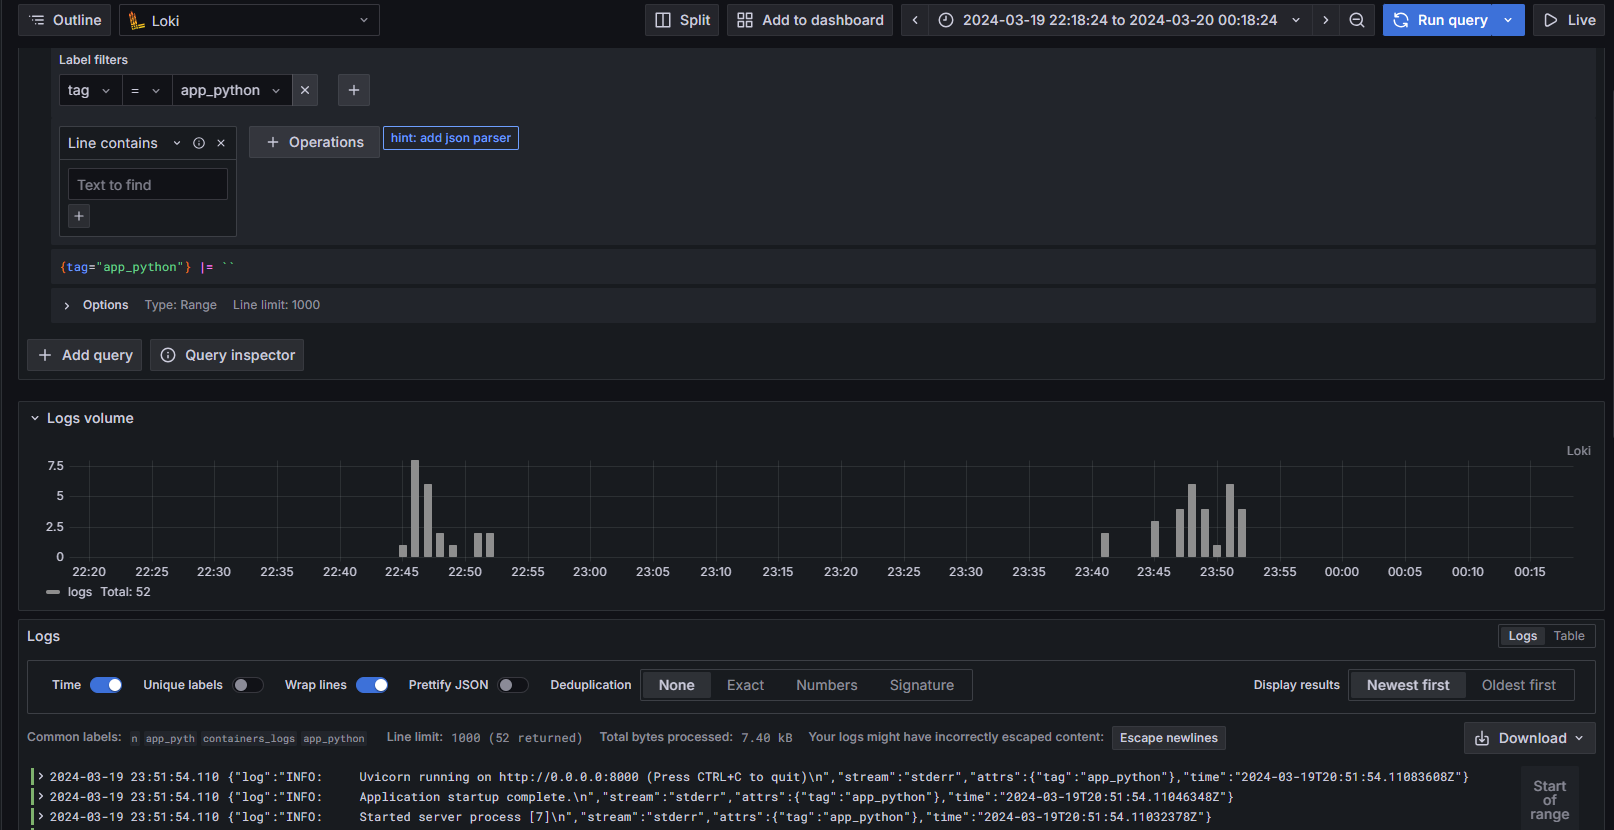 Outline Loki Split Add to dashboard 2024-03-19 22:18:24 to 2024-03-20 00:18:24 Run query Live
Label filters
tag = app_python
Line contains Operations hint: add json parser
Text to find
{tag="app_python"} |= ``
Options Type: Range Line limit: 1000
Add query Query inspector
Logs volume
Loki
7.5
5
2.5
0
22:20 22:25 22:30 22:35 22:40 22:45 22:50 22:55 23:00 23:05 23:10 23:15 23:20 23:25 23:30 23:35 23:40 23:45 23:50 23:55 00:00 00:05 00:10 00:15
logs Total: 52
Logs Logs Table
Time Unique labels Wrap lines Prettify JSON Deduplication None Exact Numbers Signature Display results Newest first Oldest first
Common labels: n app_pyth containers_logs app_python Line limit: 1000 (52 returned) Total bytes processed: 7.40 kB Your logs might have incorrectly escaped content: Escape newlines Download
2024-03-19 23:51:54.110 {"log":"INFO:     Uvicorn running on http://0.0.0.0:8000 (Press CTRL+C to quit)\n","stream":"stderr","attrs":{"tag":"app_python"},"time":"2024-03-19T20:51:54.11083608Z"}
2024-03-19 23:51:54.110 {"log":"INFO:     Application startup complete.\n","stream":"stderr","attrs":{"tag":"app_python"},"time":"2024-03-19T20:51:54.11046348Z"}
2024-03-19 23:51:54.110 {"log":"INFO:     Started server process [7]\n","stream":"stderr","attrs":{"tag":"app_python"},"time":"2024-03-19T20:51:54.11032378Z"}
Start
of
range